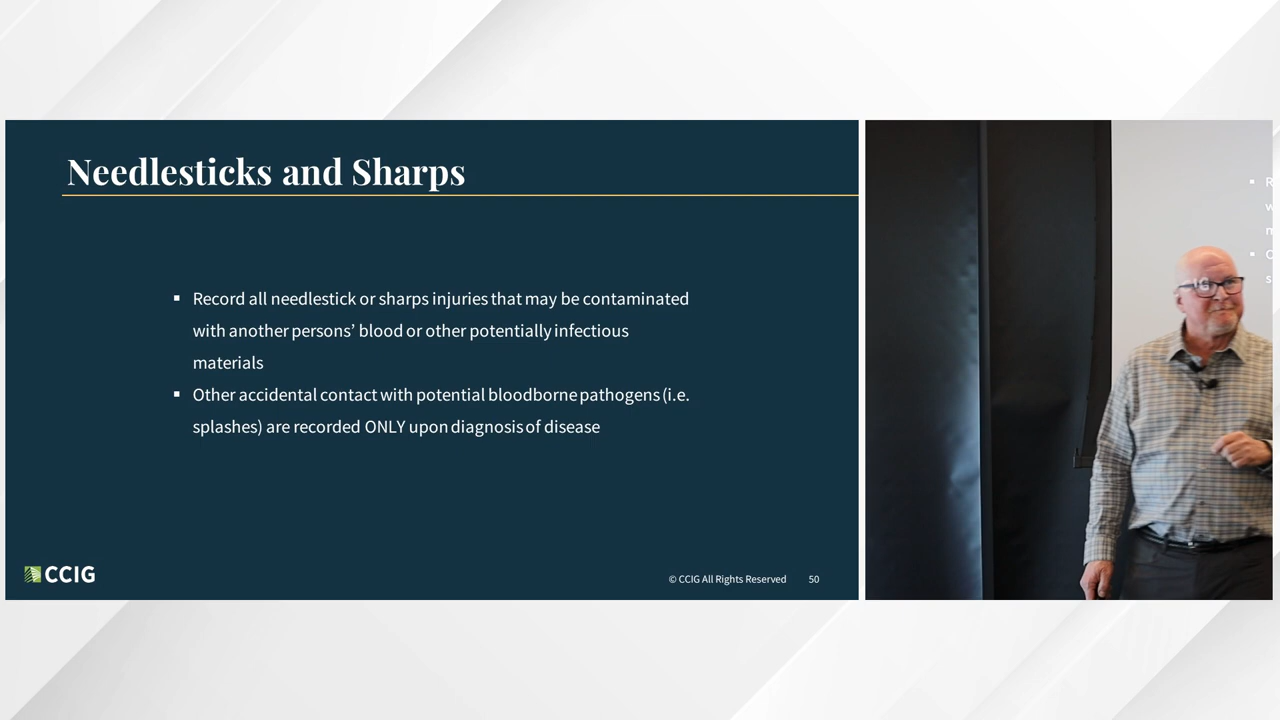 Needlesticks and Sharps
▪ Record all needlestick or sharps injuries that may be contaminated
with another persons’ blood or other potentially infectious
materials
▪ Other accidental contact with potential bloodborne pathogens (i.e.
splashes) are recorded ONLY upon diagnosis of disease
CCIG
© CCIG All Rights Reserved 50